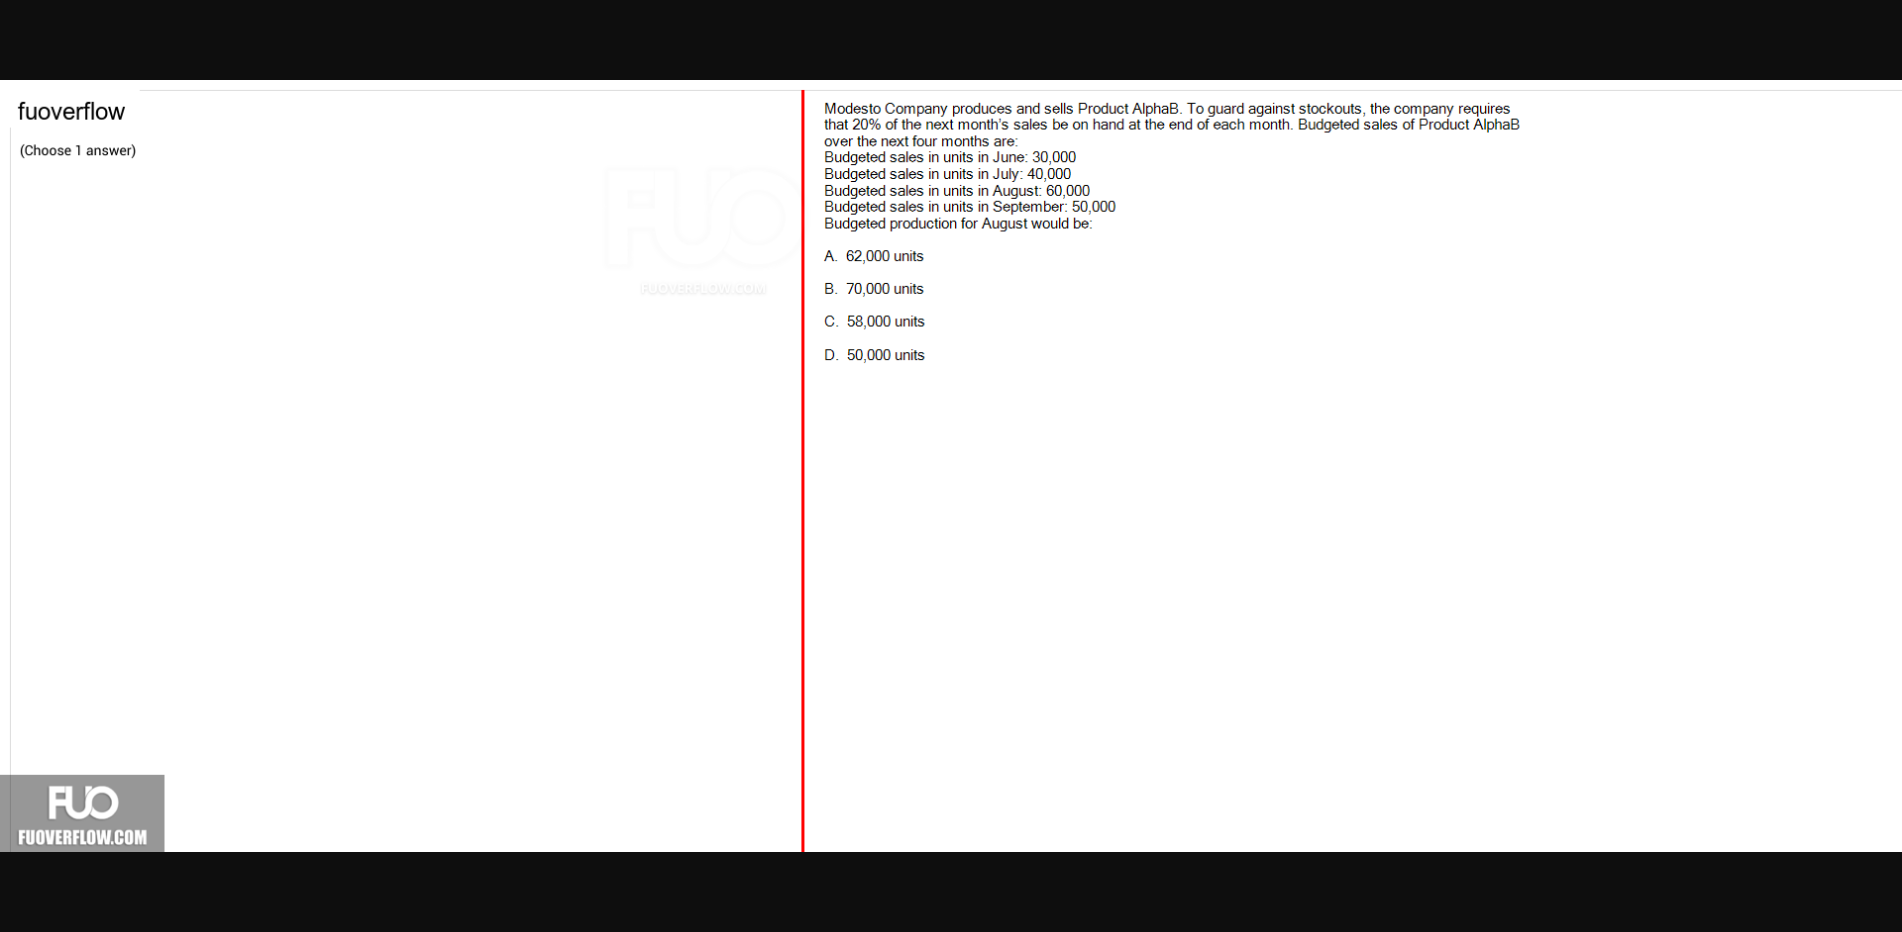 fuoverflow
(Choose 1 answer)
Modesto Company produces and sells Product AlphaB. To guard against stockouts, the company requires
that 20% of the next month's sales be on hand at the end of each month. Budgeted sales of Product AlphaB
over the next four months are:
Budgeted sales in units in June: 30,000
Budgeted sales in units in July: 40,000
Budgeted sales in units in August: 60,000
Budgeted sales in units in September: 50,000
Budgeted production for August would be:
A. 62,000 units
B. 70,000 units
C. 58,000 units
D. 50,000 units
FUO
FUOVERFLOW.COM
FUO
FUOVERFLOW.COM